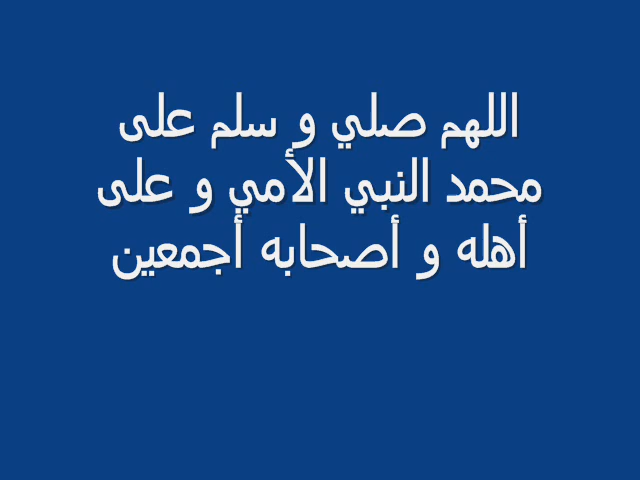 اللهم صلي و سلم على
محمد النبي الأمي و على
أهله و أصحابه أجمعين